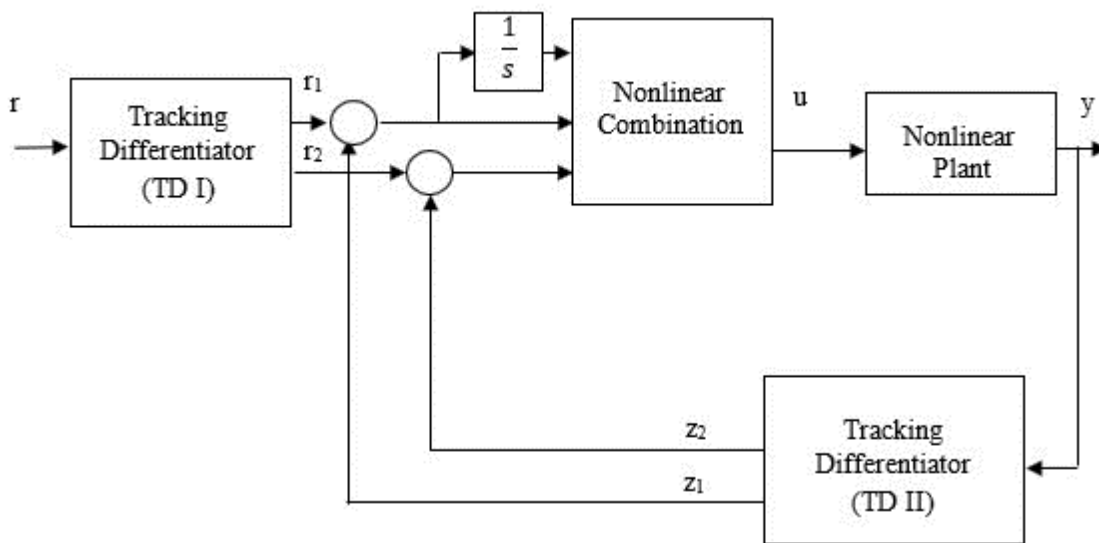 r
Tracking
Differentiator
(TD I)
r₁
r₂
1
s
Nonlinear
Combination
u
Nonlinear
Plant
y
z₂
z₁
Tracking
Differentiator
(TD II)